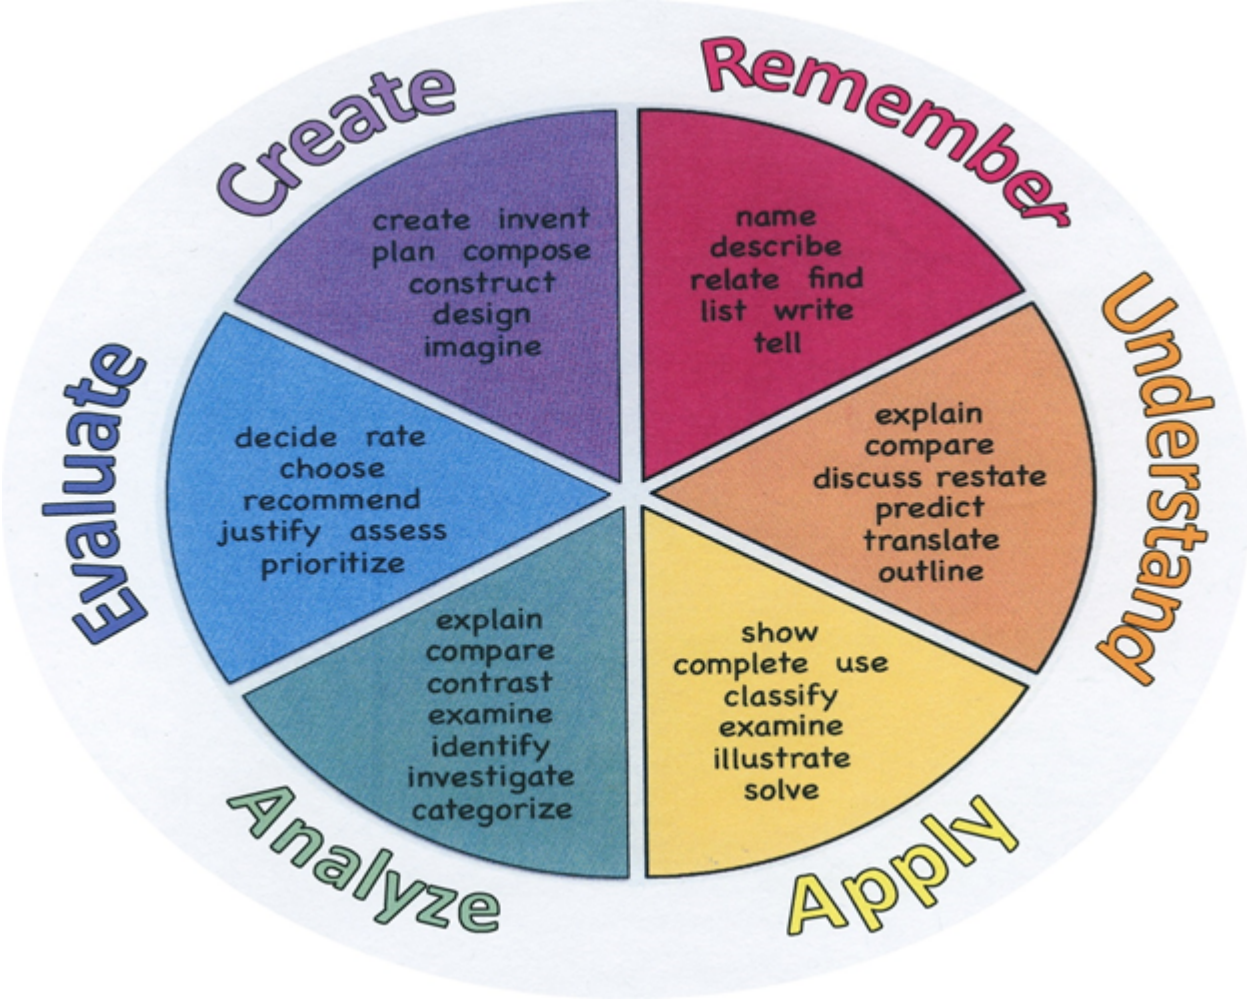 Remember
name
describe
relate find
list write
tell
Understand
explain
compare
discuss restate
predict
translate
outline
Apply
show
complete use
classify
examine
illustrate
solve
Analyze
explain
compare
contrast
examine
identify
investigate
categorize
Evaluate
decide rate
choose
recommend
justify assess
prioritize
Create
create invent
plan compose
construct
design
imagine